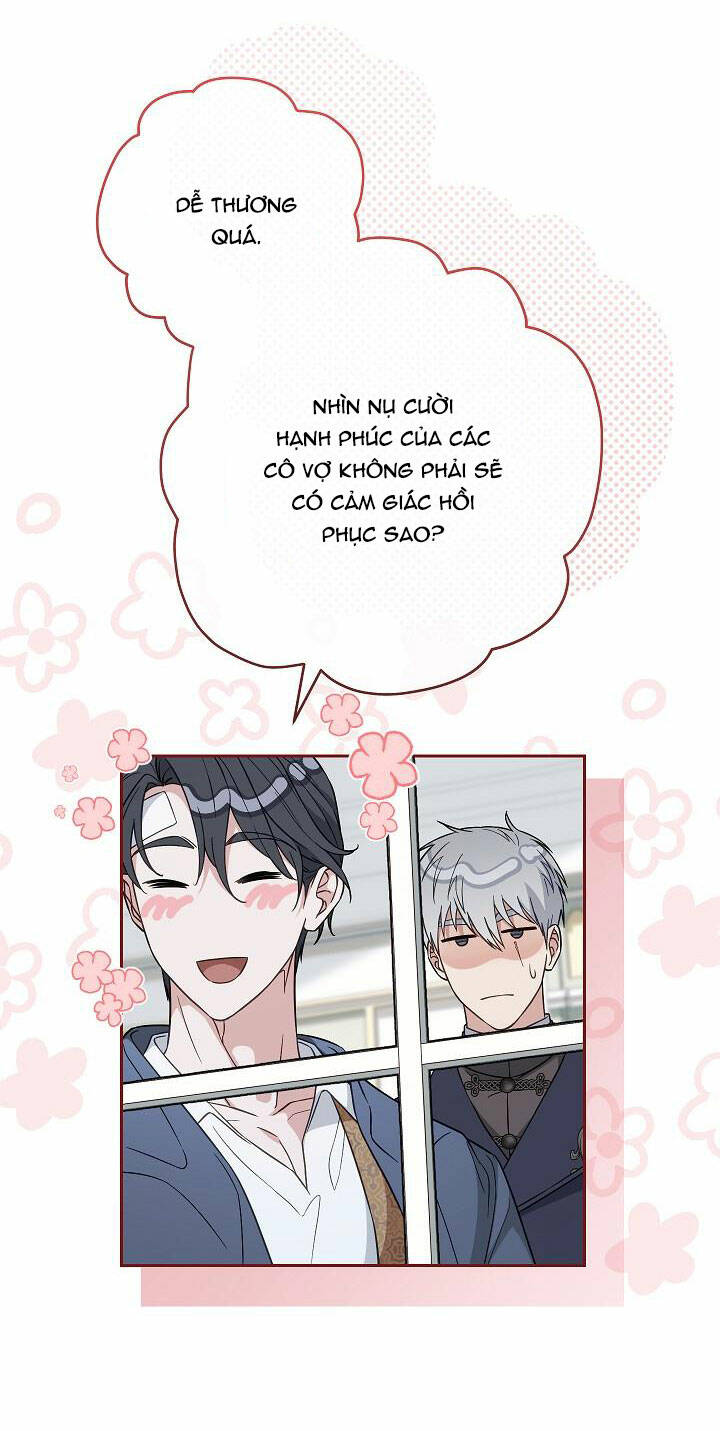 DỄ THƯƠNG
QUÁ.
NHÌN NỤ CƯỜI
HẠNH PHÚC CỦA CÁC
CÔ VỢ KHÔNG PHẢI SẼ
CÓ CẢM GIÁC HỒI
PHỤC SAO?